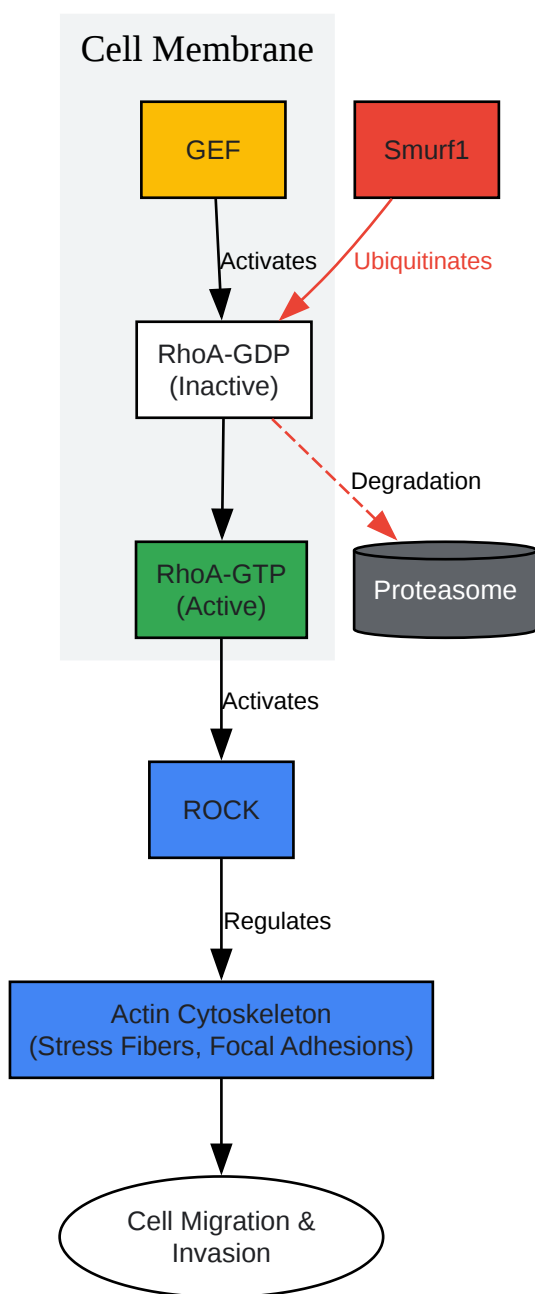 Cell Membrane
GEF
Smurf1
Activates
Ubiquitinates
RhoA-GDP
(Inactive)
Degradation
RhoA-GTP
(Active)
Proteasome
Activates
ROCK
Regulates
Actin Cytoskeleton
(Stress Fibers, Focal Adhesions)
Cell Migration &
Invasion